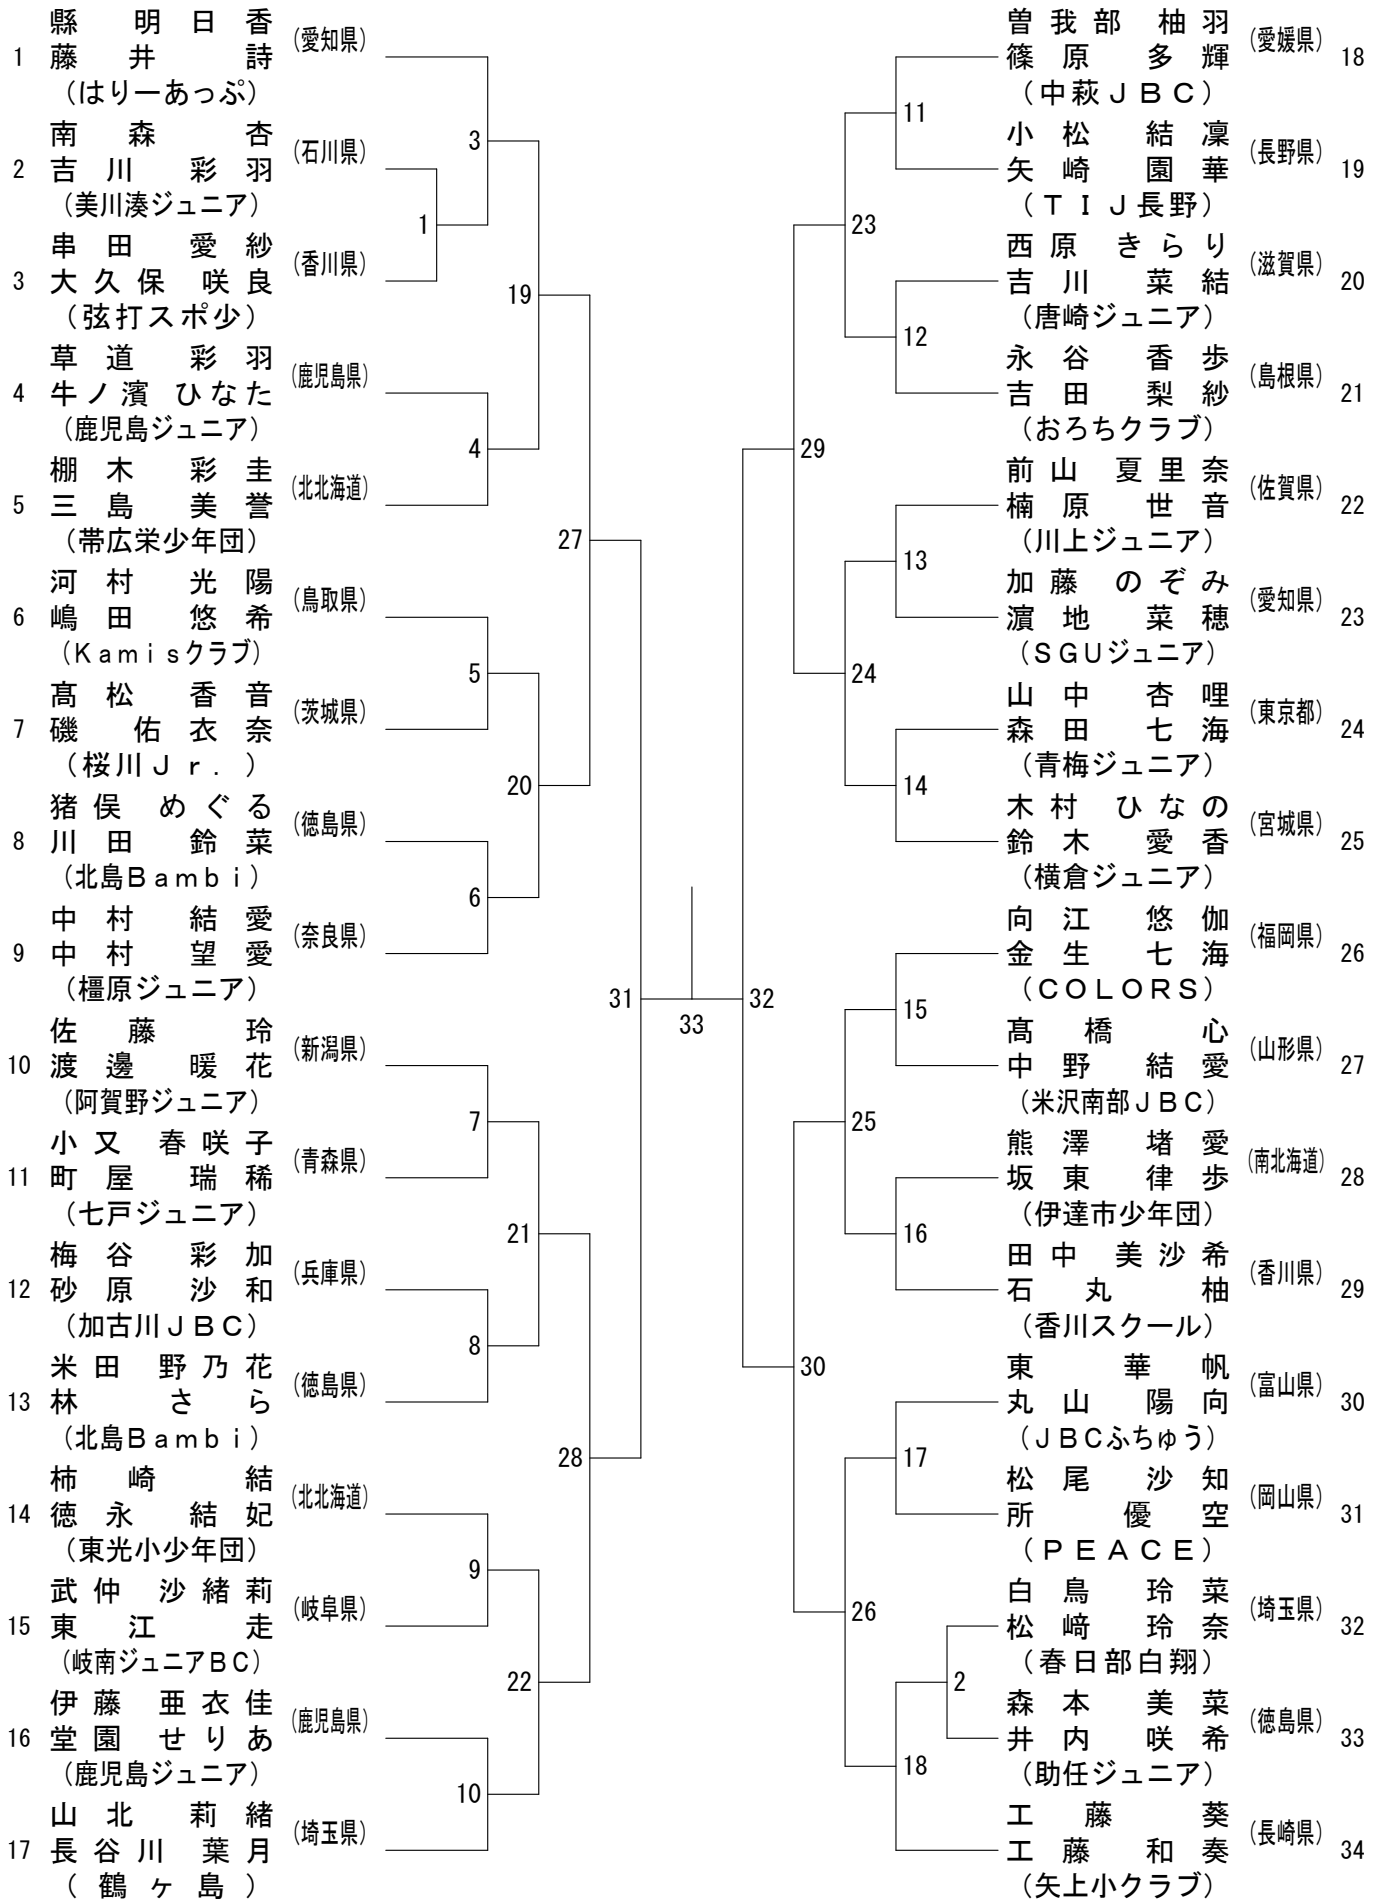 縣 明日香 (愛知県)
1 藤井 詩
(はりーあっぷ)
南 森 杏 (石川県)
2 吉川 彩羽
(美川湊ジュニア)
串田 愛紗 (香川県)
3 大久保 咲良
(弦打スポ少)
草道 彩羽 (鹿児島県)
4 牛ノ濱 ひなた
(鹿児島ジュニア)
棚木 彩圭 (北北海道)
5 三島 美誉
(帯広栄少年団)
河村 光陽 (鳥取県)
6 嶋田 悠希
(Kamisクラブ)
髙松 香音 (茨城県)
7 磯 佑衣奈
(桜川Jr.)
猪俣 めぐる (徳島県)
8 川田 鈴菜
(北島Bambi)
中村 結愛 (奈良県)
9 中村 望愛
(橿原ジュニア)
佐藤 玲 (新潟県)
10 渡邊 暖花
(阿賀野ジュニア)
小又 春咲子 (青森県)
11 町屋 瑞稀
(七戸ジュニア)
梅谷 彩加 (兵庫県)
12 砂原 沙和
(加古川JBC)
米田 野乃花 (徳島県)
13 林 さら
(北島Bambi)
柿崎 結 (北北海道)
14 徳永 結妃
(東光小少年団)
武仲 沙緒莉 (岐阜県)
15 東江 走
(岐南ジュニアBC)
伊藤 亜衣佳 (鹿児島県)
16 堂園 せりあ
(鹿児島ジュニア)
山北 莉緒 (埼玉県)
17 長谷川 葉月
(鶴ヶ島)
3
1
19
4
27
5
20
6
31
7
21
8
28
9
22
10
33
32
11
23
12
29
13
24
14
15
25
16
30
17
26
2
18
曽我部 柚羽 (愛媛県)
篠原 多輝 18
(中萩JBC)
小松 結凜 (長野県)
矢崎 園華 19
(TIJ長野)
西原 きらり (滋賀県)
吉川 菜結 20
(唐崎ジュニア)
永谷 香歩 (島根県)
吉田 梨紗 21
(おろちクラブ)
前山 夏里奈 (佐賀県)
楠原 世音 22
(川上ジュニア)
加藤 のぞみ (愛知県)
濵地 菜穂 23
(SGUジュニア)
山中 杏哩 (東京都)
森田 七海 24
(青梅ジュニア)
木村 ひなの (宮城県)
鈴木 愛香 25
(横倉ジュニア)
向江 悠伽 (福岡県)
金生 七海 26
(COLORS)
髙橋 心 (山形県)
中野 結愛 27
(米沢南部JBC)
熊澤 堵愛 (南北海道)
坂東 律歩 28
(伊達市少年団)
田中 美沙希 (香川県)
石丸 柚 29
(香川スクール)
東 華帆 (富山県)
丸山 陽向 30
(JBCふちゅう)
松尾 沙知 (岡山県)
所 優空 31
(PEACE)
白鳥 玲菜 (埼玉県)
松﨑 玲奈 32
(春日部白翔)
森本 美菜 (徳島県)
井内 咲希 33
(助任ジュニア)
工藤 葵 (長崎県)
工藤 和奏 34
(矢上小クラブ)